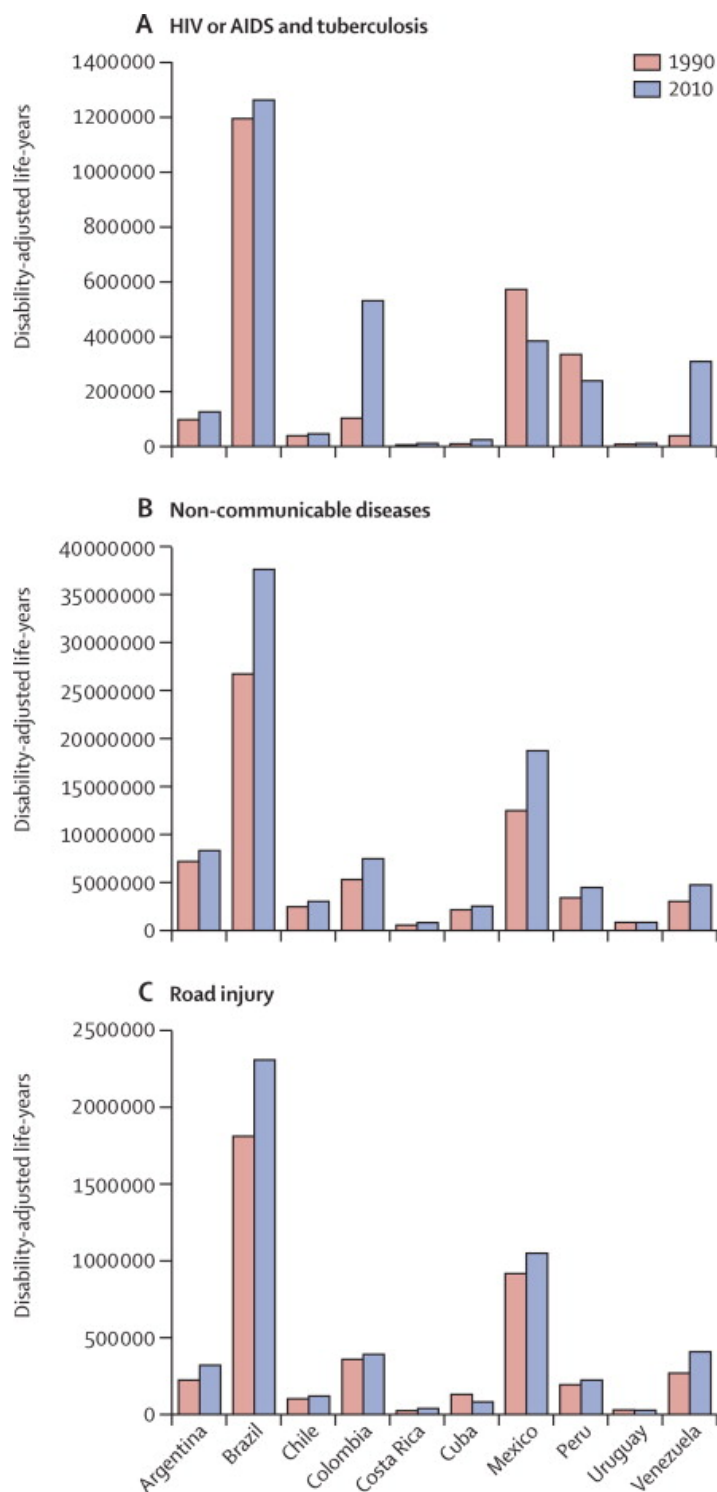 A HIV or AIDS and tuberculosis
1990
2010
Disability-adjusted life-years
1400000
1200000
1000000
800000
600000
400000
200000
0
B Non-communicable diseases
Disability-adjusted life-years
40000000
35000000
30000000
25000000
20000000
15000000
10000000
5000000
0
C Road injury
Disability-adjusted life-years
2500000
2000000
1500000
1000000
500000
0
Argentina
Brazil
Chile
Colombia
Costa Rica
Cuba
Mexico
Peru
Uruguay
Venezuela